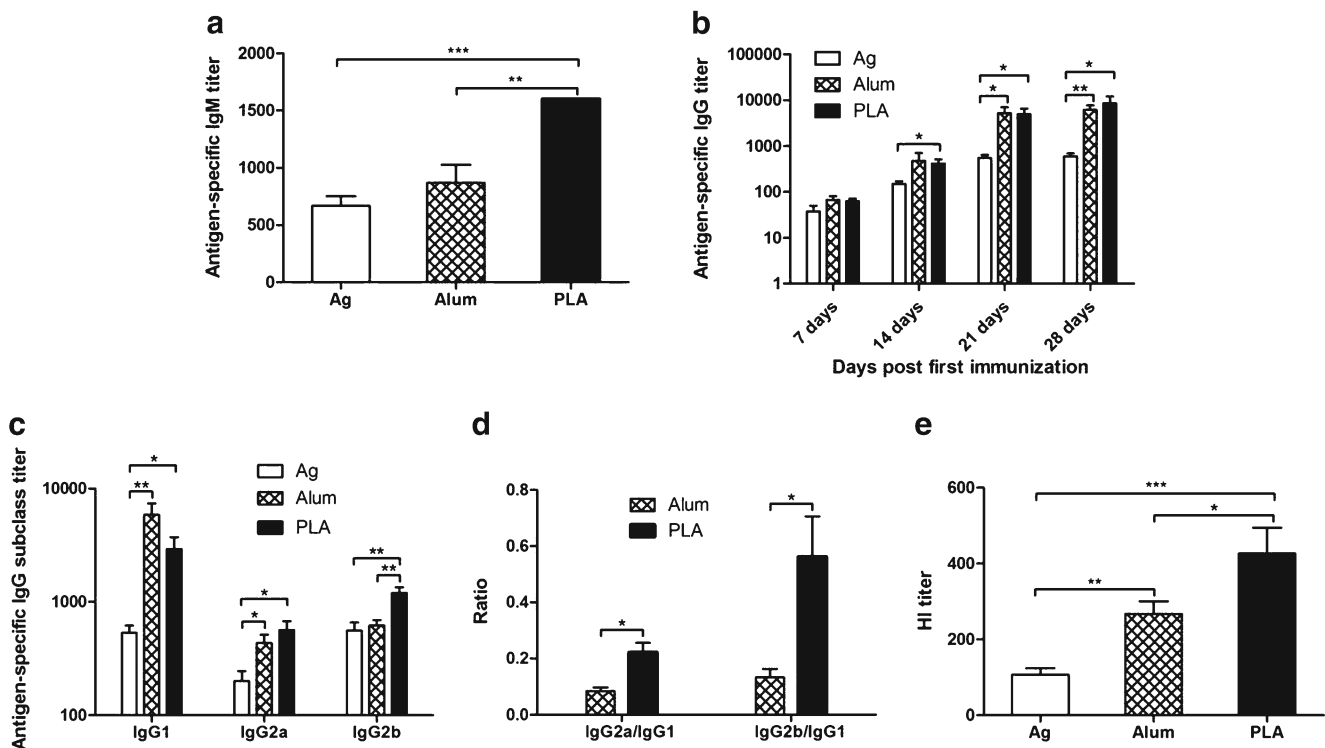 a
Antigen-specific IgM titer
2000
1500
1000
500
0
***
**
Ag
Alum
PLA
b
Antigen-specific IgG titer
100000
10000
1000
100
10
1
Ag
Alum
PLA
*
*
*
*
**
7 days
14 days
21 days
28 days
Days post first immunization
c
Antigen-specific IgG subclass titer
10000
1000
100
Ag
Alum
PLA
*
**
*
*
**
**
IgG1
IgG2a
IgG2b
d
Ratio
0.8
0.6
0.4
0.2
0.0
Alum
PLA
*
*
IgG2a/IgG1
IgG2b/IgG1
e
HI titer
600
400
200
0
***
*
**
Ag
Alum
PLA